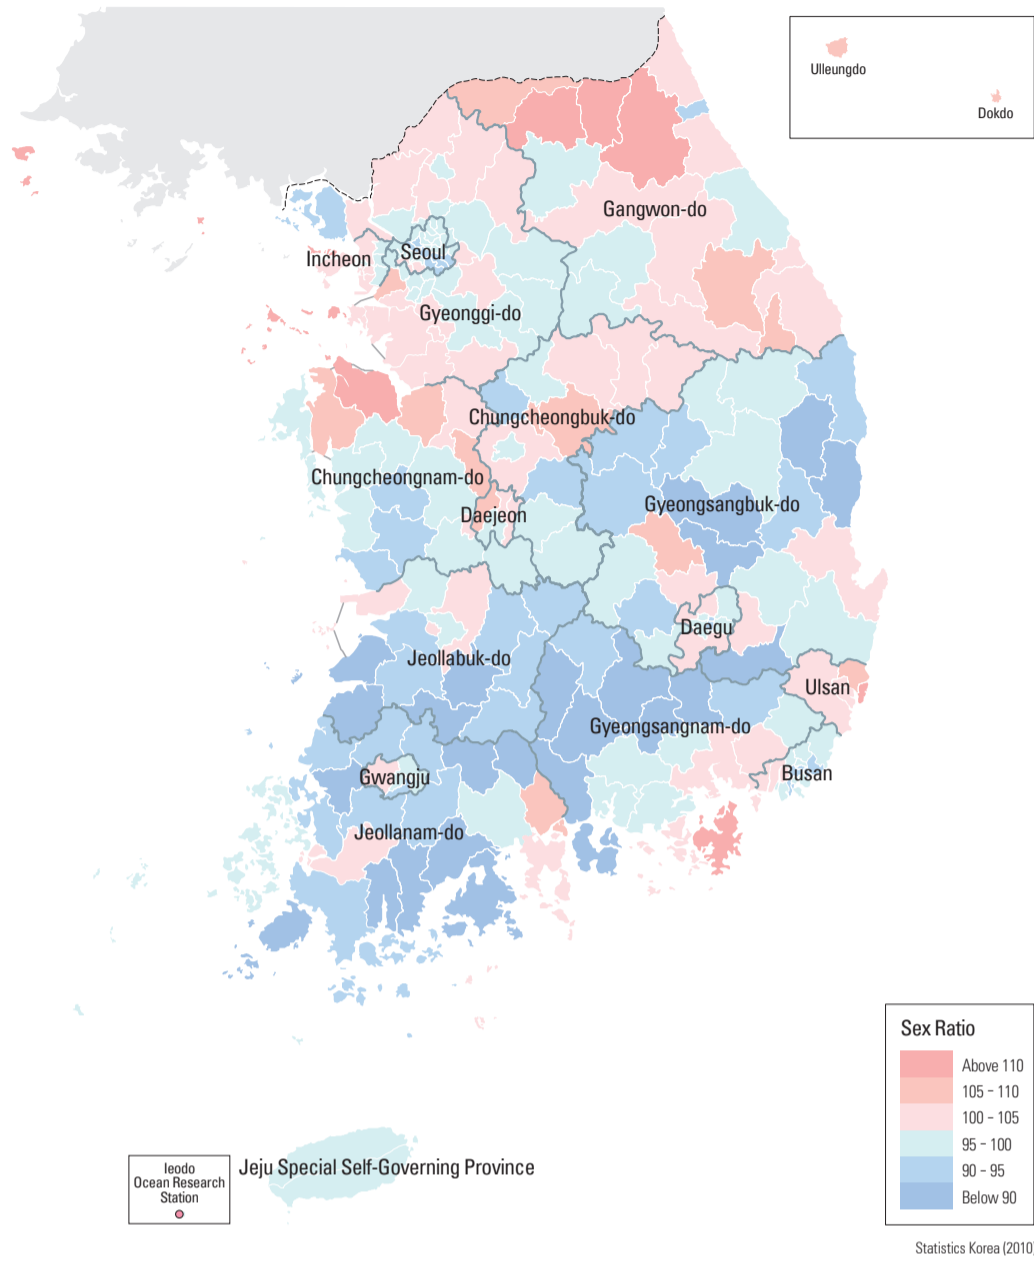 Ulleungdo
Dokdo
Gangwon-do
Seoul
Incheon
Gyeonggi-do
Chungcheongbuk-do
Chungcheongnam-do
Gyeongsangbuk-do
Daejeon
Daegu
Jeollabuk-do
Ulsan
Gyeongsangnam-do
Busan
Gwangju
Jeollanam-do
Sex Ratio
Above 110
105 - 110
100 - 105
95 - 100
90 - 95
Below 90
Ieodo
Ocean Research
Station
Jeju Special Self-Governing Province
Statistics Korea (2010)